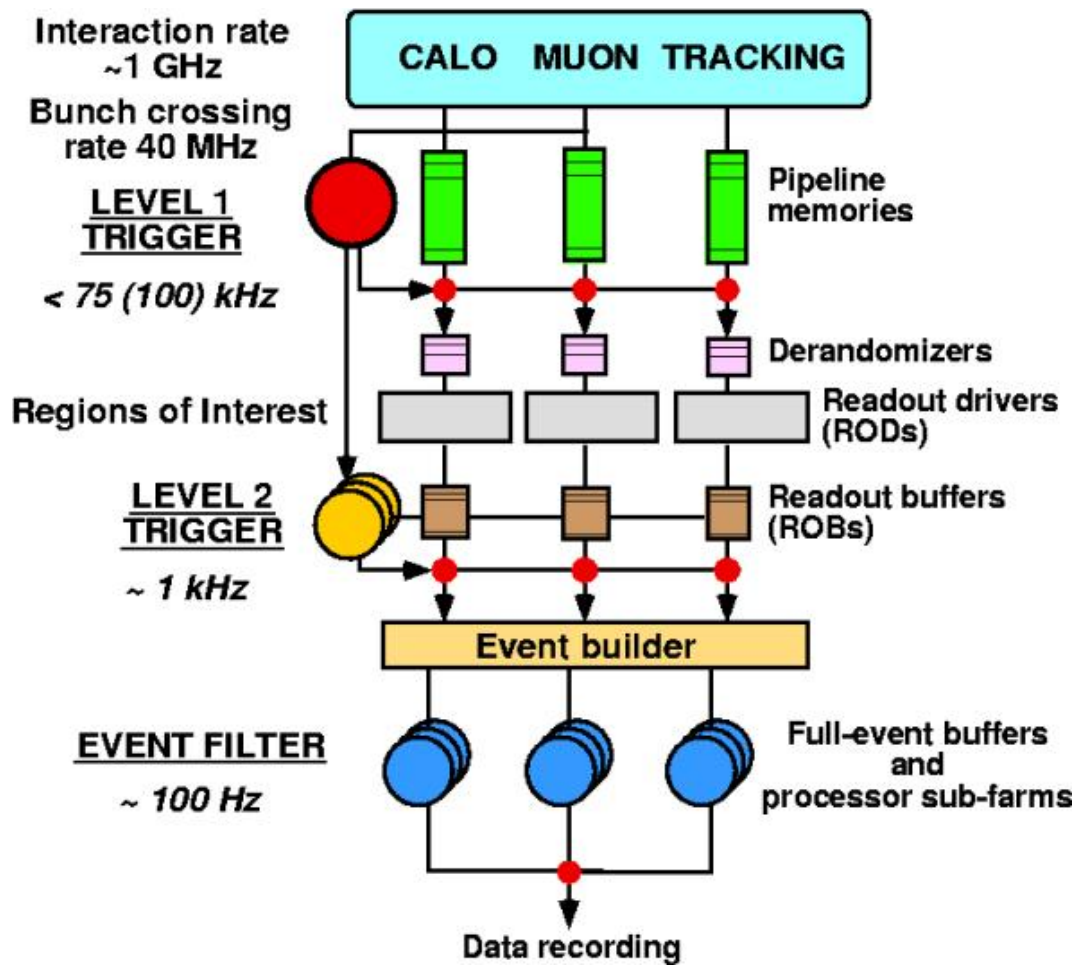 Interaction rate
~1 GHz
Bunch crossing
rate 40 MHz
CALO MUON TRACKING
LEVEL 1
TRIGGER
< 75 (100) kHz
Pipeline
memories
Derandomizers
Regions of Interest
Readout drivers
(RODs)
LEVEL 2
TRIGGER
~ 1 kHz
Readout buffers
(ROBs)
Event builder
EVENT FILTER
~ 100 Hz
Full-event buffers
and
processor sub-farms
Data recording